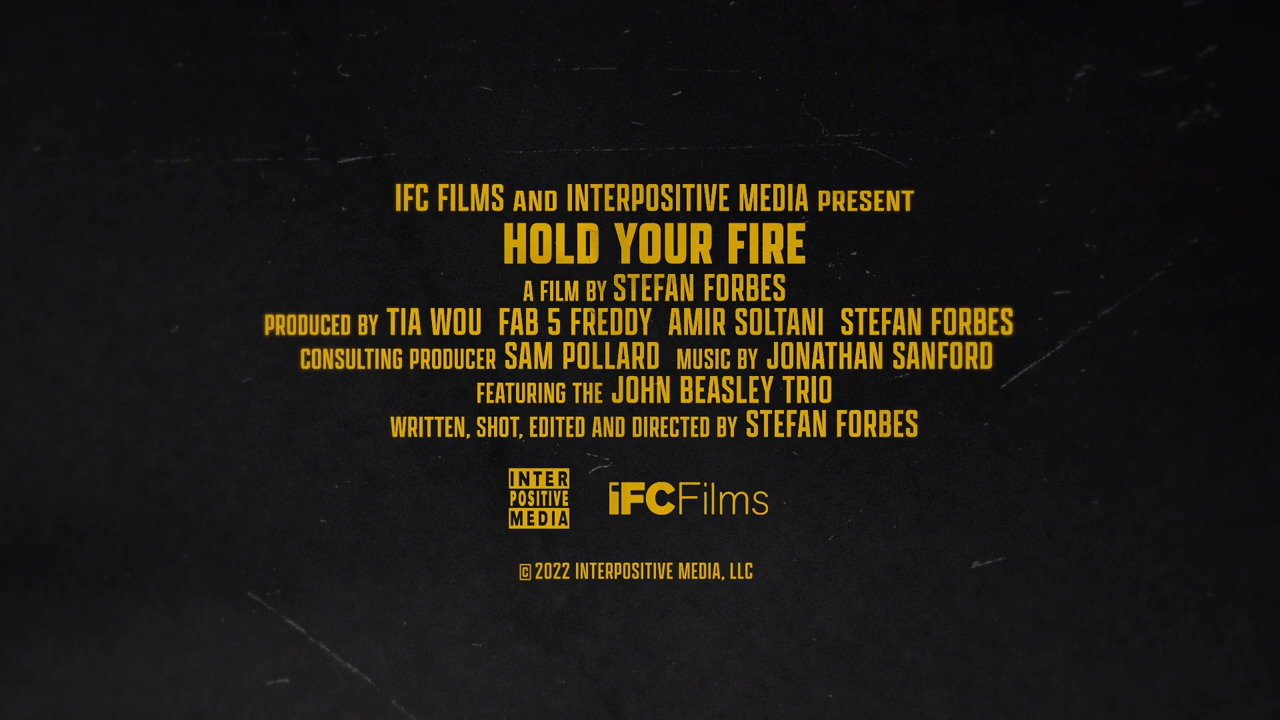 IFC FILMS AND INTERPOSITIVE MEDIA PRESENT
HOLD YOUR FIRE
A FILM BY STEFAN FORBES
PRODUCED BY TIA WOU FAB 5 FREDDY AMIR SOLTANI STEFAN FORBES
CONSULTING PRODUCER SAM POLLARD MUSIC BY JONATHAN SANFORD
FEATURING THE JOHN BEASLEY TRIO
WRITTEN, SHOT, EDITED AND DIRECTED BY STEFAN FORBES
INTER
POSITIVE
MEDIA
IFC Films
© 2022 INTERPOSITIVE MEDIA, LLC